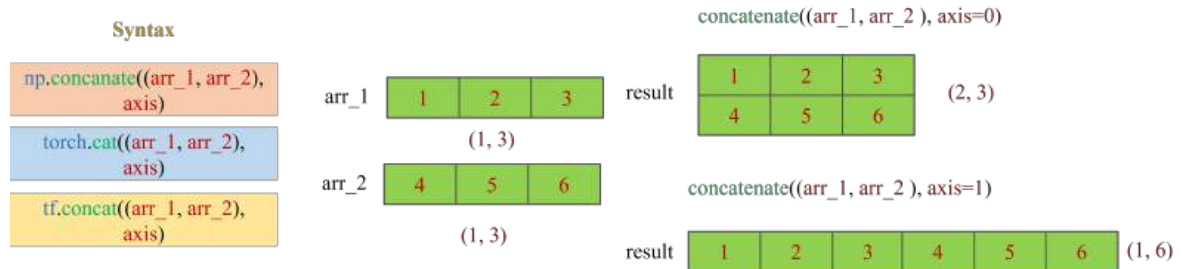 Syntax
np.concanate((arr_1, arr_2),
axis)
torch.cat((arr_1, arr_2),
axis)
tf.concat((arr_1, arr_2),
axis)
arr_1 1 2 3
(1, 3)
arr_2 4 5 6
(1, 3)
concatenate((arr_1, arr_2 ), axis=0)
result 1 2 3
4 5 6
(2, 3)
concatenate((arr_1, arr_2 ), axis=1)
result 1 2 3 4 5 6 (1, 6)